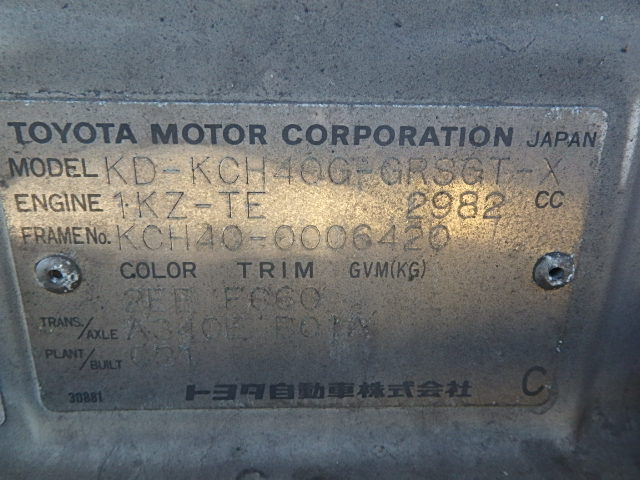 TOYOTA MOTOR CORPORATION JAPAN
MODEL KD-KCH40G-GRSGT-X
ENGINE 1KZ-TE 2982 CC
FRAME No. KCH40-0006420
COLOR TRIM GVM(KG)
TRANS./AXLE
PLANT/BUILT
30881 トヨタ自動車株式会社 C